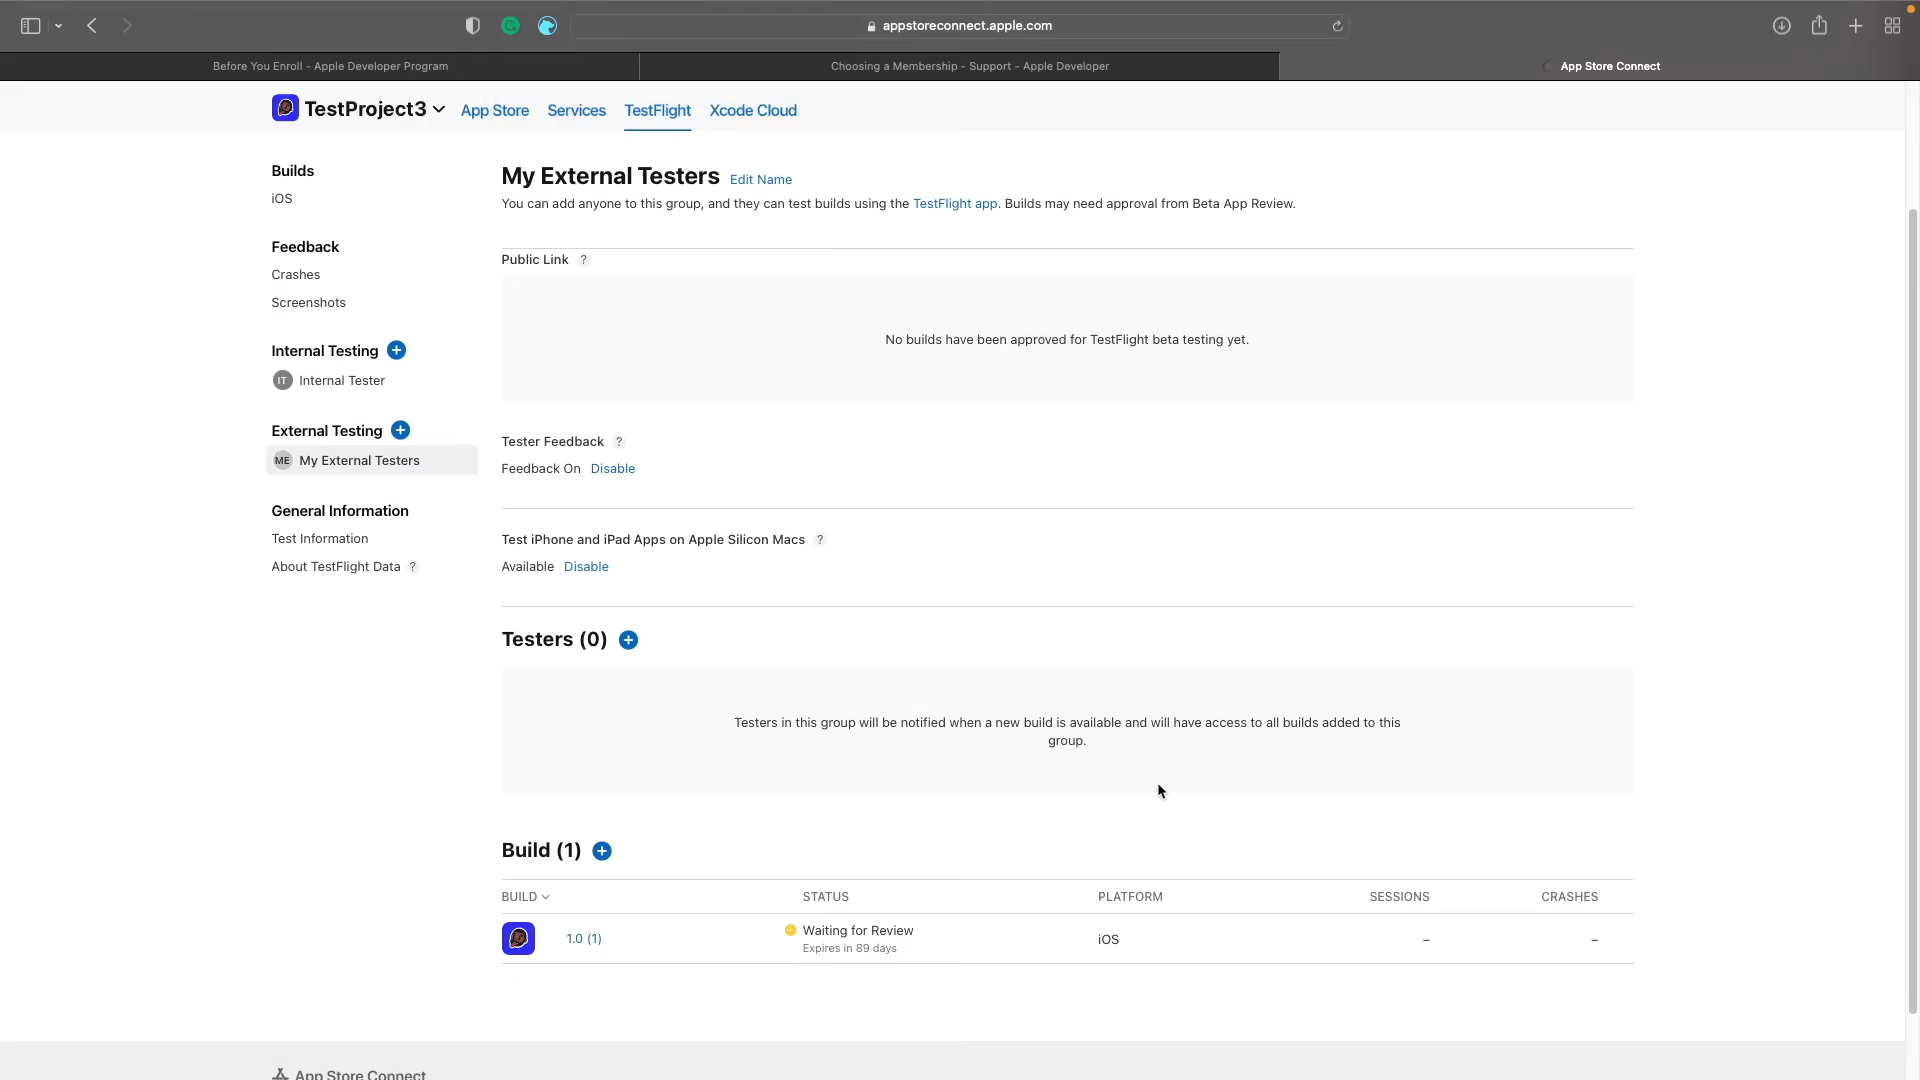 appstoreconnect.apple.com
Before You Enroll - Apple Developer Program
Choosing a Membership - Support - Apple Developer
App Store Connect
TestProject3
App Store
Services
TestFlight
Xcode Cloud
Builds
iOS
Feedback
Crashes
Screenshots
Internal Testing
IT Internal Tester
External Testing
ME My External Testers
General Information
Test Information
About TestFlight Data ?
My External Testers Edit Name
You can add anyone to this group, and they can test builds using the TestFlight app. Builds may need approval from Beta App Review.
Public Link ?
No builds have been approved for TestFlight beta testing yet.
Tester Feedback ?
Feedback On Disable
Test iPhone and iPad Apps on Apple Silicon Macs ?
Available Disable
Testers (0)
Testers in this group will be notified when a new build is available and will have access to all builds added to this
group.
Build (1)
BUILD STATUS PLATFORM SESSIONS CRASHES
1.0 (1) Waiting for Review iOS – –
Expires in 89 days
App Store Connect